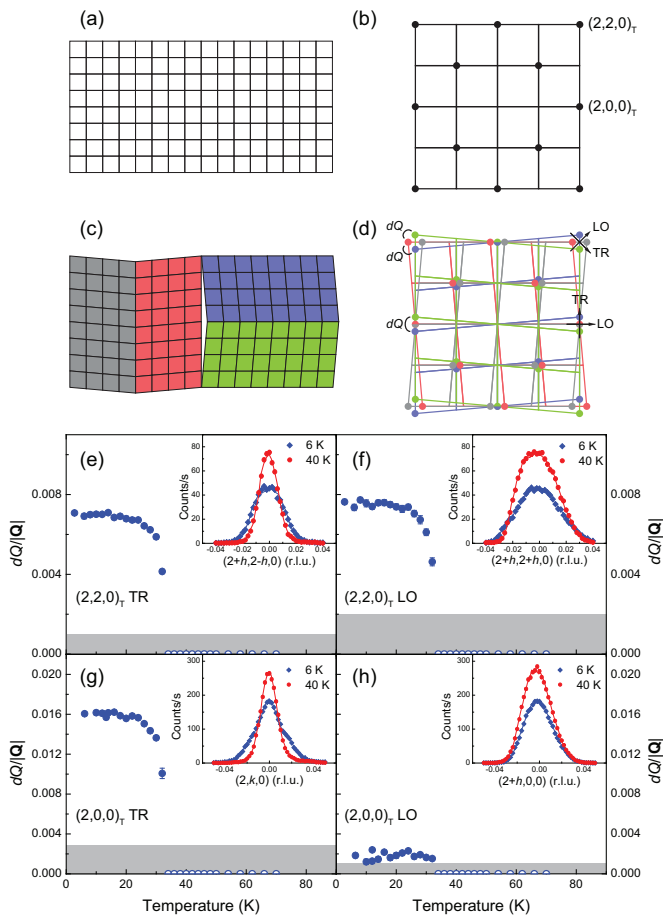 (a)
(b)
(2,2,0)T
(2,0,0)T
(c)
(d)
dQ
dQ
dQ
LO
TR
TR
LO
(e)
6 K
40 K
Counts/s
80
60
40
20
0
-0.04 -0.02 0.00 0.02 0.04
(2+h,2-h,0) (r.l.u.)
(2,2,0)T TR
dQ/|Q|
0.008
0.004
0.000
(f)
6 K
40 K
Counts/s
80
60
40
20
0
-0.04 -0.02 0.00 0.02 0.04
(2+h,2+h,0) (r.l.u.)
(2,2,0)T LO
dQ/|Q|
0.008
0.004
0.000
(g)
6 K
40 K
Counts/s
300
200
100
0
-0.04 0.00 0.04
(2,k,0) (r.l.u.)
(2,0,0)T TR
dQ/|Q|
0.020
0.016
0.012
0.008
0.004
0.000
0 20 40 60 80
Temperature (K)
(h)
6 K
40 K
Counts/s
300
200
100
0
-0.04 0.00 0.04
(2+h,0,0) (r.l.u.)
(2,0,0)T LO
dQ/|Q|
0.020
0.016
0.012
0.008
0.004
0.000
20 40 60 80
Temperature (K)